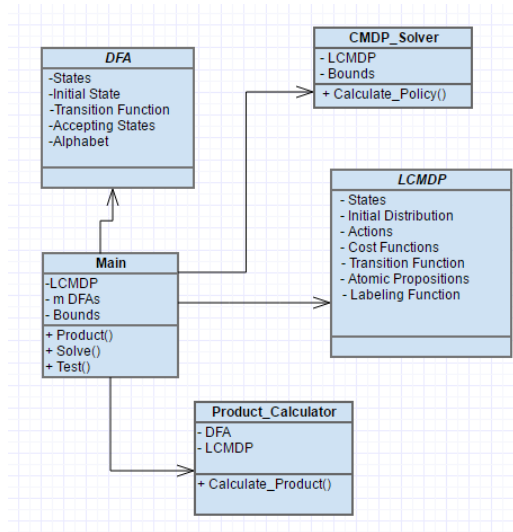 DFA
-States
-Initial State
-Transition Function
-Accepting States
-Alphabet
CMDP_Solver
- LCMDP
- Bounds
+ Calculate_Policy()
LCMDP
- States
- Initial Distribution
- Actions
- Cost Functions
- Transition Function
- Atomic Propositions
- Labeling Function
Main
-LCMDP
- m DFAs
- Bounds
+ Product()
+ Solve()
+ Test()
Product_Calculator
- DFA
- LCMDP
+ Calculate_Product()